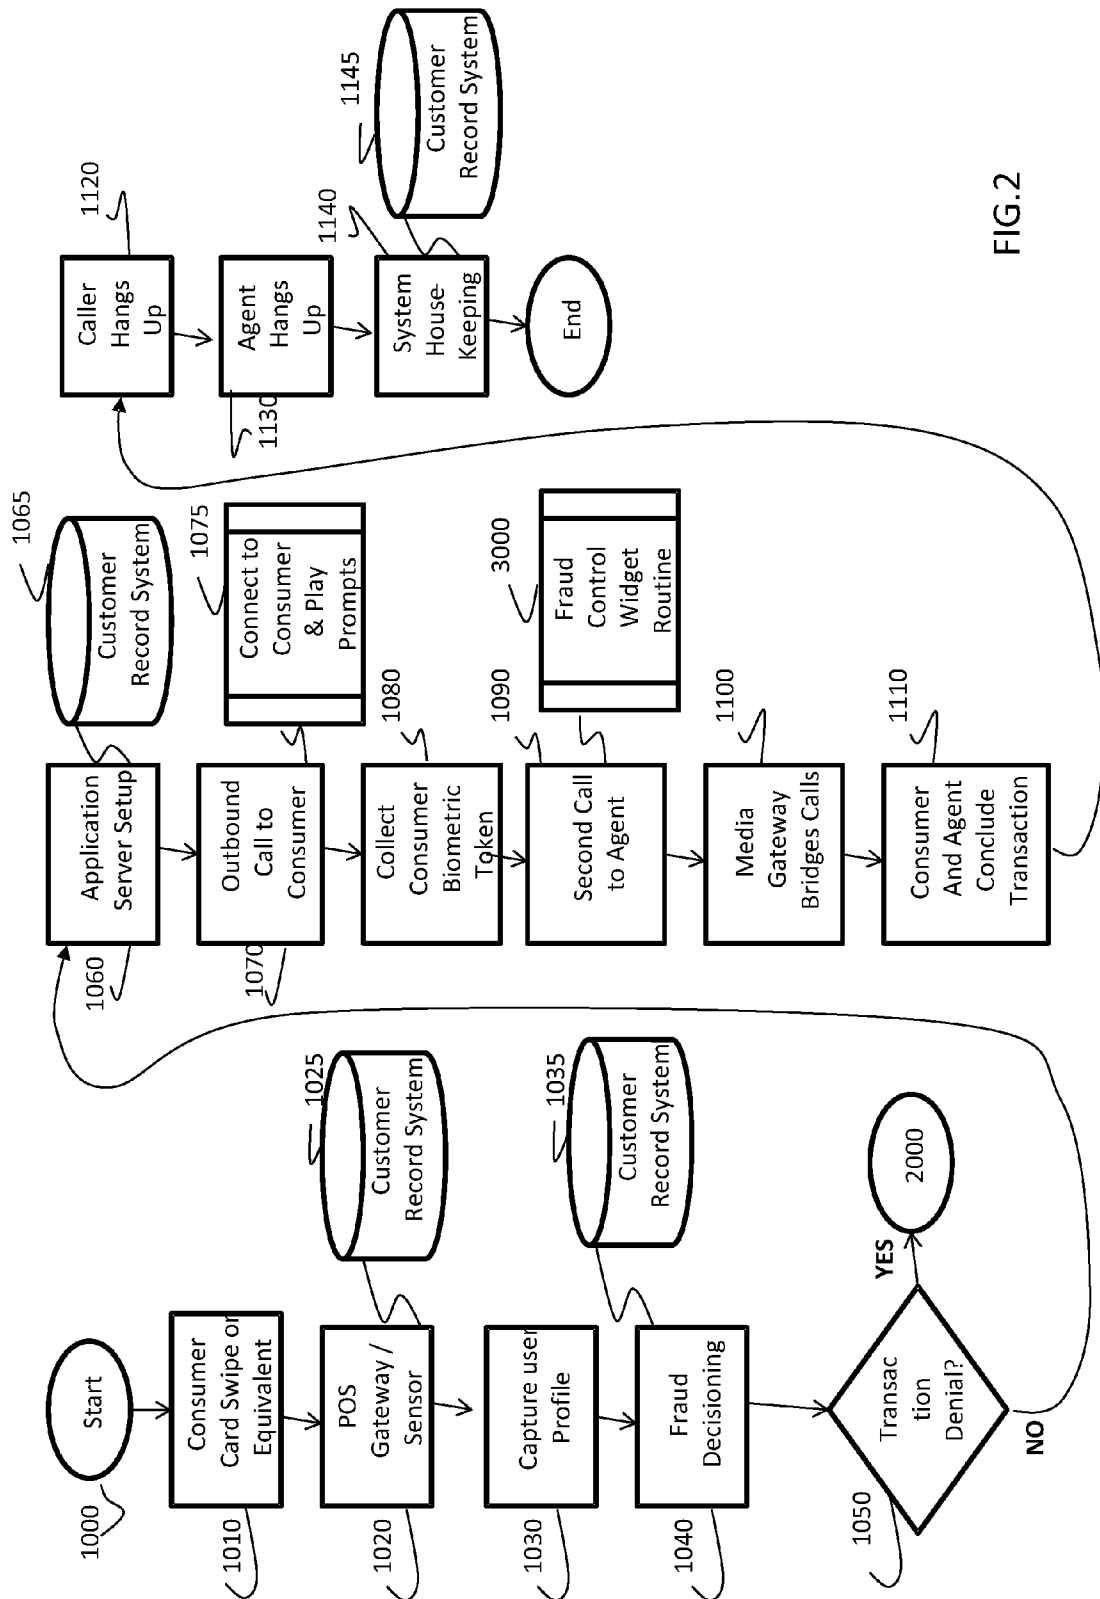 Start
1000
Consumer
Card Swipe or
Equivalent
1010
POS
Gateway /
Sensor
1020
Customer
Record System
1025
Capture user
Profile
1030
Fraud
Decisioning
1040
Customer
Record System
1035
Transac
tion
Denial?
1050
YES
2000
NO
Application
Server Setup
1060
Customer
Record System
1065
Outbound
Call to
Consumer
1070
Connect to
Consumer
& Play
Prompts
1075
Collect
Consumer
Biometric
Token
1080
Second Call
to Agent
1090
Fraud
Control
Widget
Routine
3000
Media
Gateway
Bridges Calls
1100
Consumer
And Agent
Conclude
Transaction
1110
Caller
Hangs
Up
1120
Agent
Hangs
Up
1130
System
House-
Keeping
1140
Customer
Record System
1145
End
FIG.2